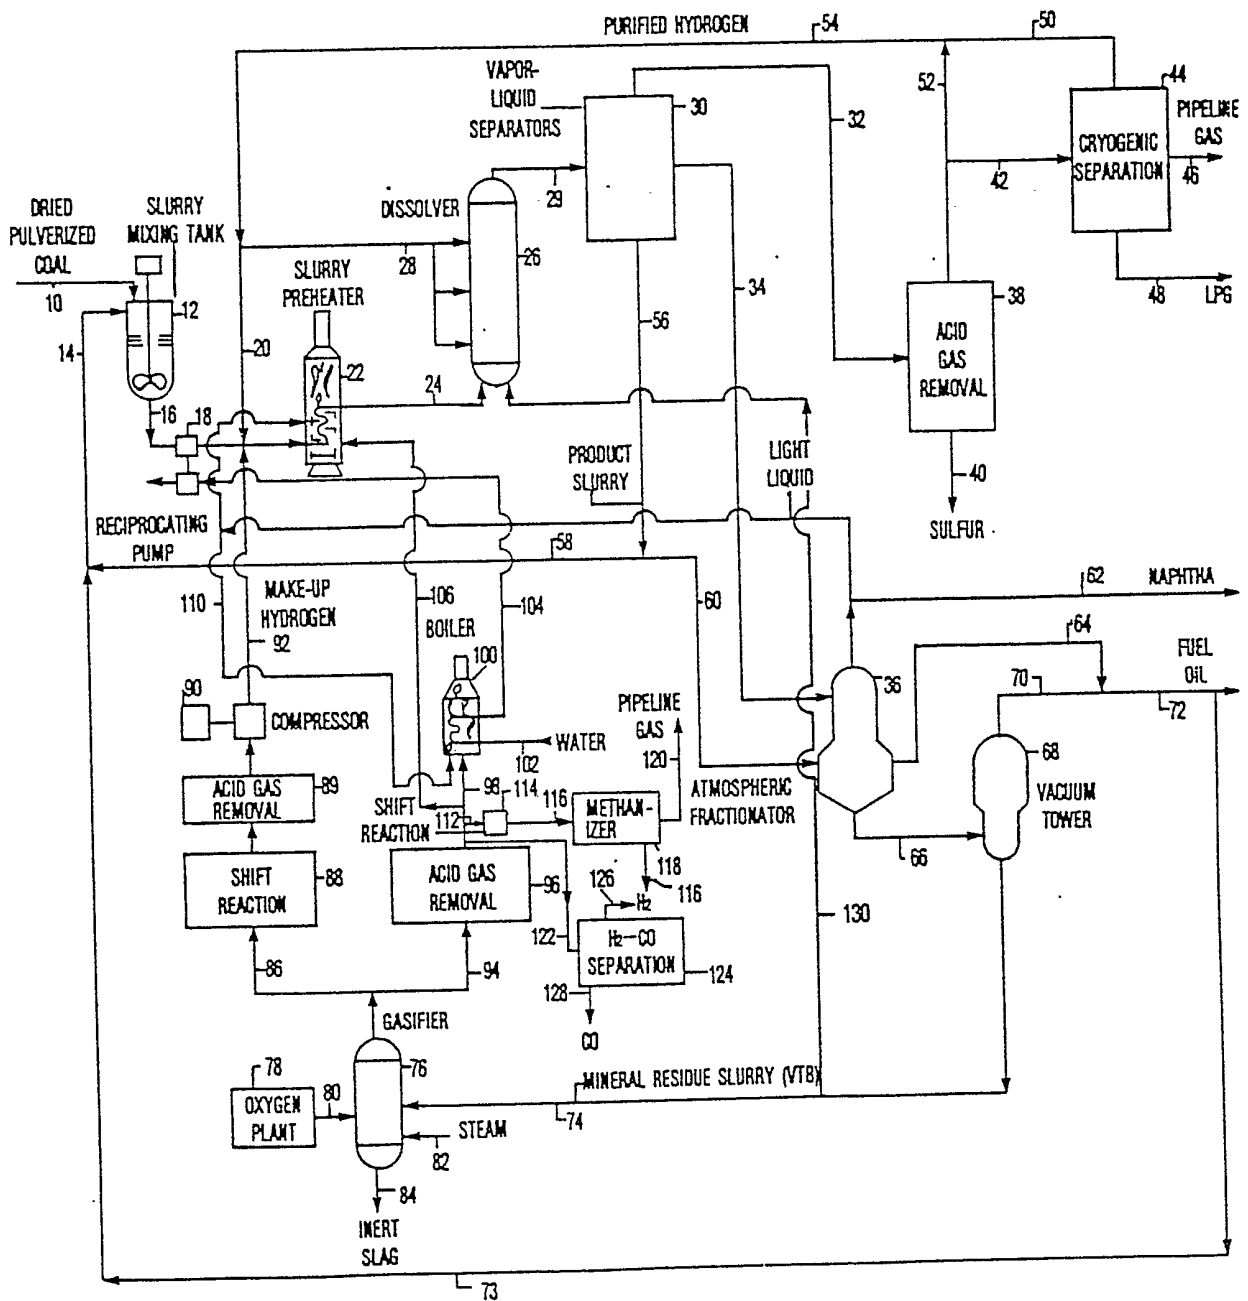 PURIFIED HYDROGEN
54
50
VAPOR-
LIQUID
SEPARATORS
30
32
52
44
PIPELINE
GAS
CRYOGENIC
SEPARATION
42
46
48
LPG
DRIED
PULVERIZED
COAL
10
SLURRY
MIXING TANK
12
14
16
18
20
DISSOLVER
29
28
26
SLURRY
PREHEATER
22
24
56
34
38
ACID
GAS
REMOVAL
40
SULFUR
PRODUCT
SLURRY
LIGHT
LIQUID
RECIPROCATING
PUMP
58
60
62
NAPHTHA
110
MAKE-UP
HYDROGEN
92
106
104
BOILER
100
64
FUEL
OIL
70
72
36
68
90
COMPRESSOR
PIPELINE
GAS
120
WATER
102
ATMOSPHERIC
FRACTIONATOR
VACUUM
TOWER
66
ACID GAS
REMOVAL
89
98
114
SHIFT
REACTION
112
116
METHAN-
IZER
118
116
SHIFT
REACTION
88
ACID GAS
REMOVAL
96
126
H2
122
H2-CO
SEPARATION
124
128
CO
130
86
94
GASIFIER
76
78
OXYGEN
PLANT
80
MINERAL RESIDUE SLURRY (VTB)
74
STEAM
82
84
INERT
SLAG
73